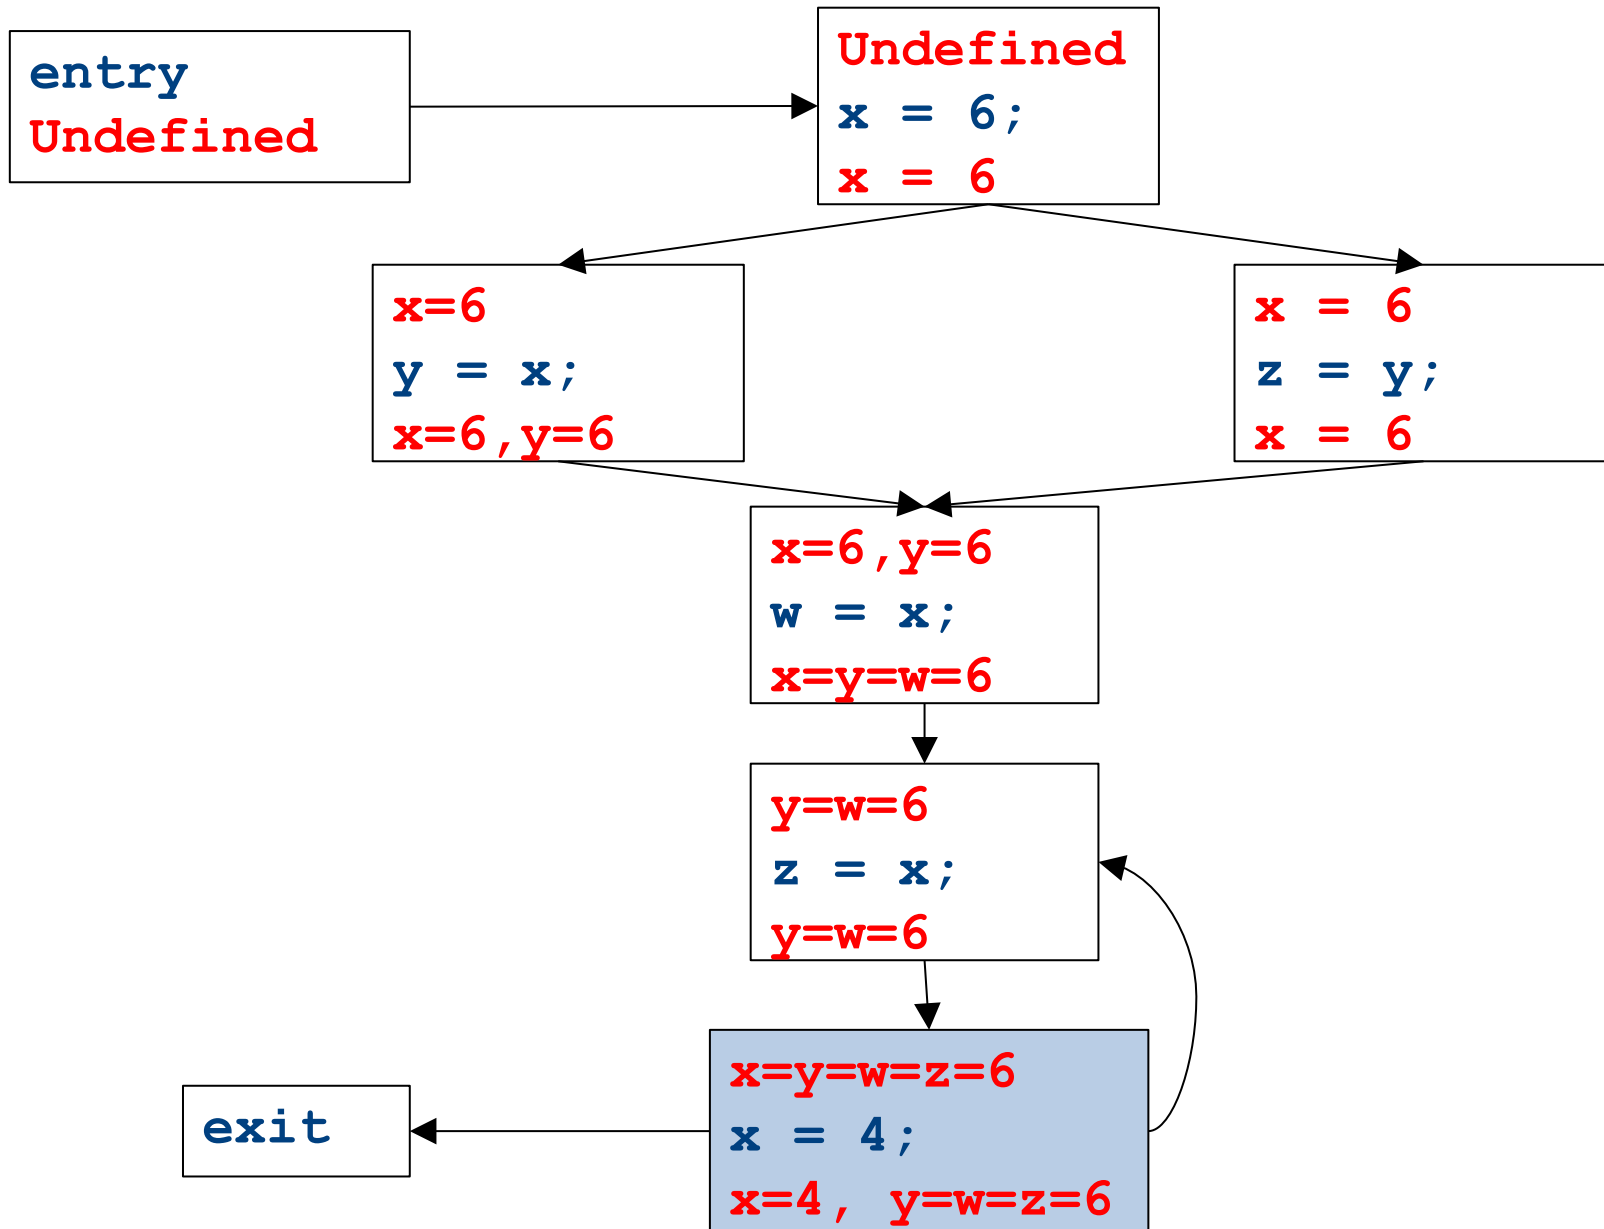 entry
Undefined
Undefined
x = 6;
x = 6
x=6
y = x;
x=6,y=6
x = 6
z = y;
x = 6
x=6,y=6
w = x;
x=y=w=6
y=w=6
z = x;
y=w=6
x=y=w=z=6
x = 4;
x=4, y=w=z=6
exit